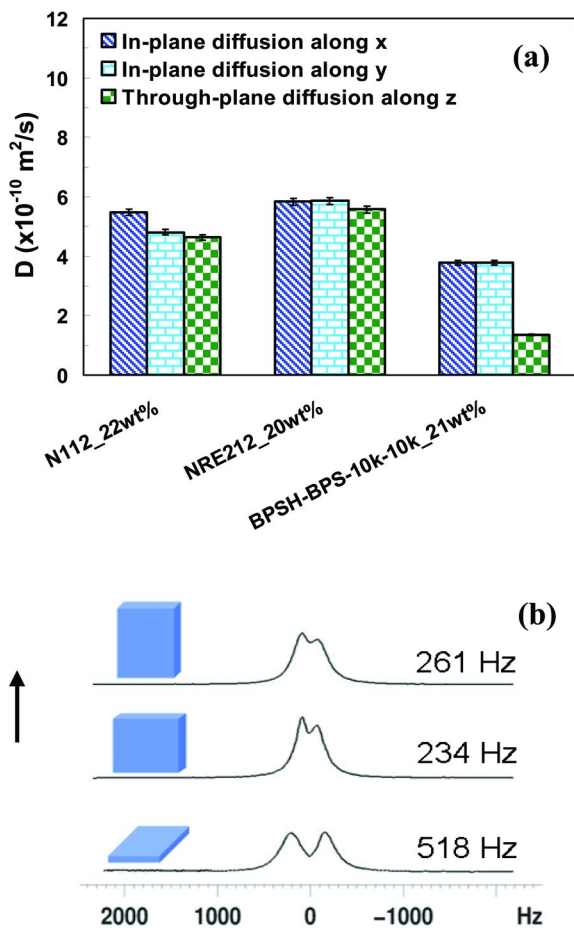 (a)
In-plane diffusion along x
In-plane diffusion along y
Through-plane diffusion along z
D (x10⁻¹⁰ m²/s)
12
10
8
6
4
2
0
N112_22wt%
NRE212_20wt%
BPSH-BPS-10k-10k_21wt%
(b)
261 Hz
234 Hz
518 Hz
2000 1000 0 −1000 Hz